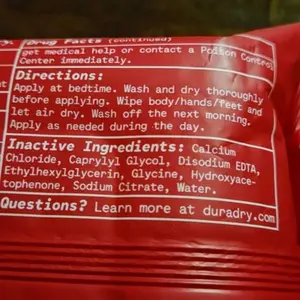 Drug Facts (continued)
get medical help or contact a Poison Control
Center immediately.
Directions:
Apply at bedtime. Wash and dry thoroughly
before applying. Wipe body/hands/feet and
let air dry. Wash off the next morning.
Apply as needed during the day.
Inactive Ingredients: Calcium
Chloride, Caprylyl Glycol, Disodium EDTA,
Ethylhexylglycerin, Glycine, Hydroxyace-
tophenone, Sodium Citrate, Water.
Questions? Learn more at duradry.com